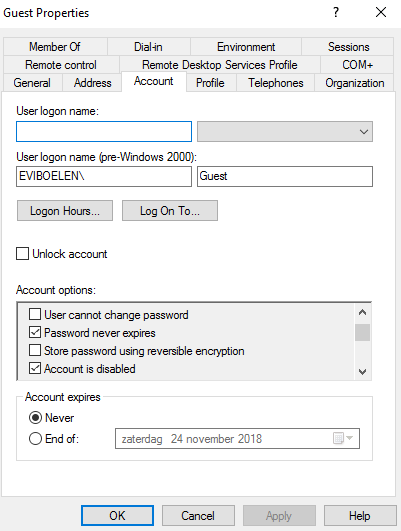 Guest Properties
Member Of Dial-in Environment Sessions
Remote control Remote Desktop Services Profile COM+
General Address Account Profile Telephones Organization
User logon name:
User logon name (pre-Windows 2000):
EVIBOELEN\ Guest
Logon Hours... Log On To...
Unlock account
Account options:
User cannot change password
Password never expires
Store password using reversible encryption
Account is disabled
Account expires
Never
End of: zaterdag 24 november 2018
OK Cancel Apply Help